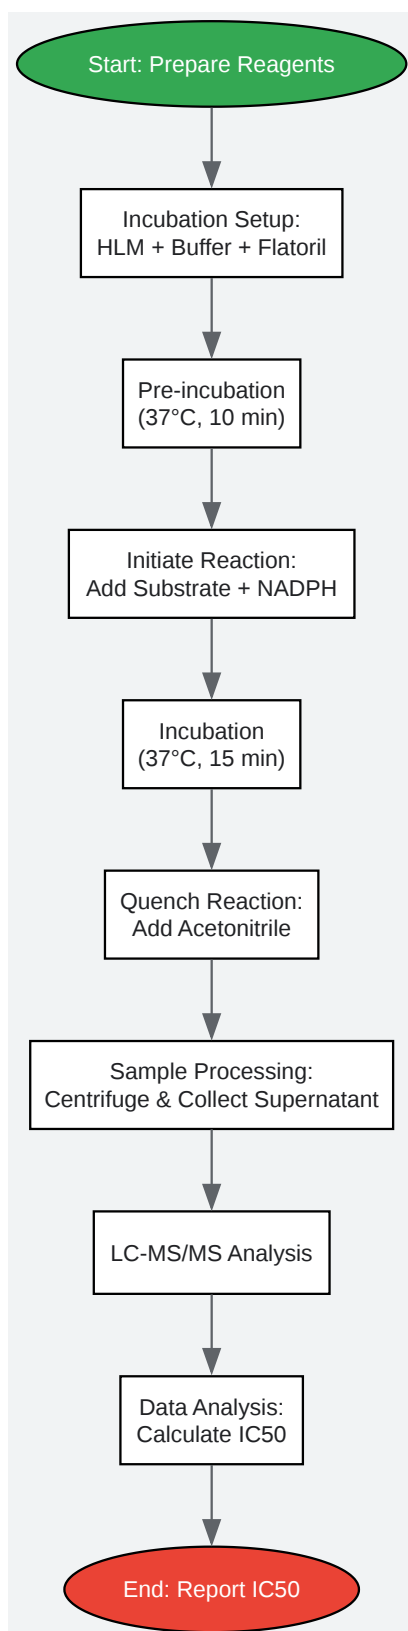 Start: Prepare Reagents
Incubation Setup:
HLM + Buffer + Flatoril
Pre-incubation
(37°C, 10 min)
Initiate Reaction:
Add Substrate + NADPH
Incubation
(37°C, 15 min)
Quench Reaction:
Add Acetonitrile
Sample Processing:
Centrifuge & Collect Supernatant
LC-MS/MS Analysis
Data Analysis:
Calculate IC50
End: Report IC50